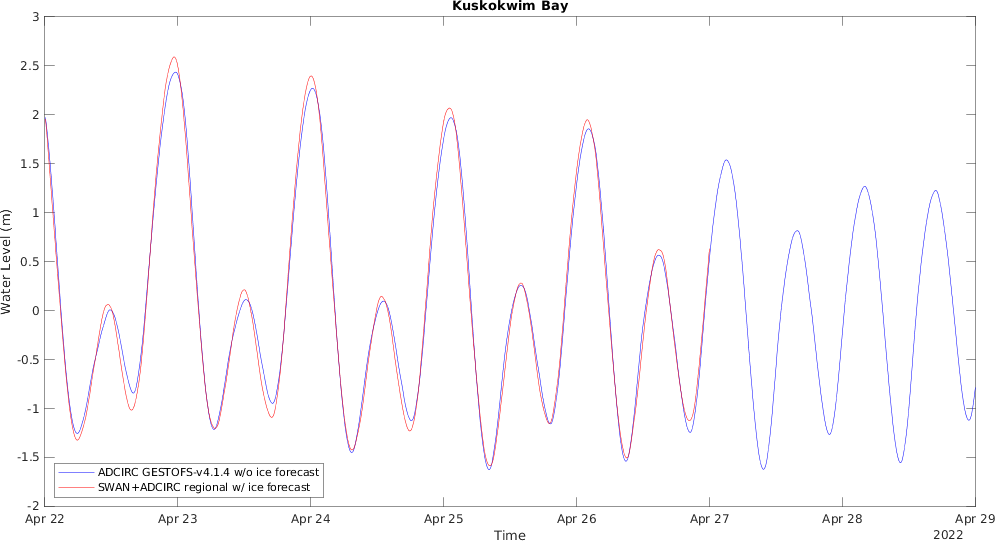 Kuskokwim Bay
3
2.5
2
1.5
1
0.5
0
-0.5
-1
-1.5
-2
Water Level (m)
ADCIRC GESTOFS-v4.1.4 w/o ice forecast
SWAN+ADCIRC regional w/ ice forecast
Apr 22 Apr 23 Apr 24 Apr 25 Apr 26 Apr 27 Apr 28 Apr 29
Time
2022